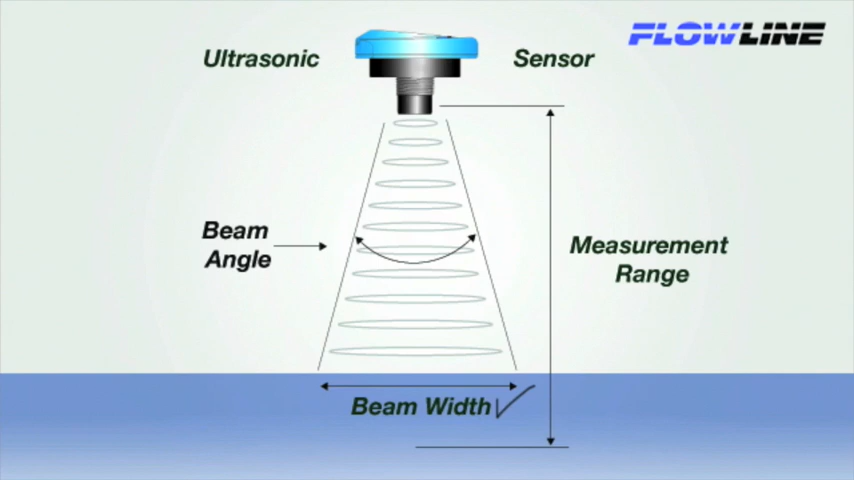 FLOWLINE
Ultrasonic Sensor
Beam
Angle
Measurement
Range
Beam Width